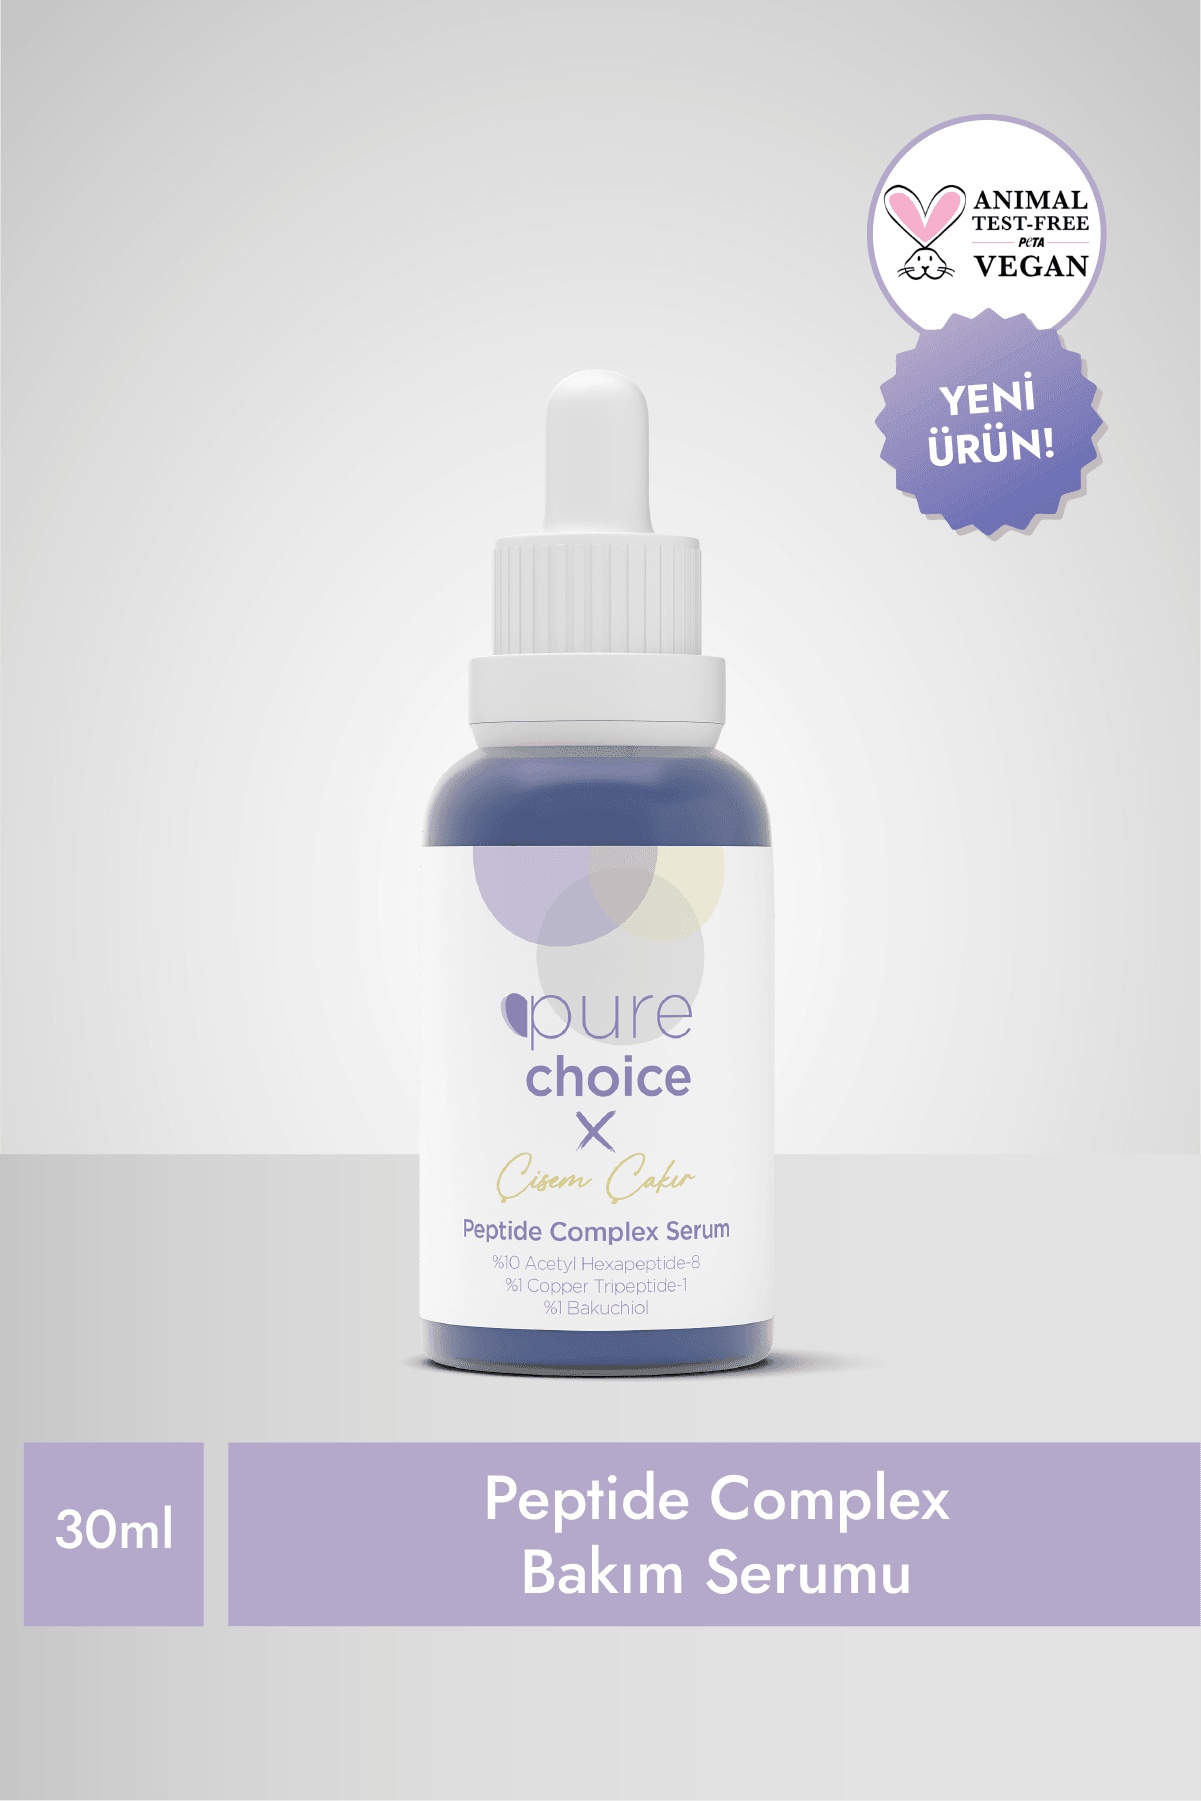 ANIMAL
TEST-FREE
PETA
VEGAN
YENİ
ÜRÜN!
pure
choice
X
Çisem Çakır
Peptide Complex Serum
%10 Acetyl Hexapeptide-8
%1 Copper Tripeptide-1
%1 Bakuchiol
30ml
Peptide Complex
Bakım Serumu